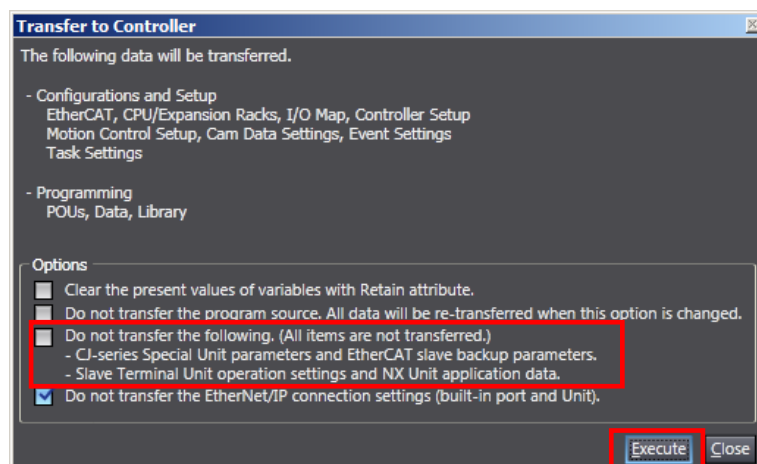 Transfer to Controller
The following data will be transferred.
- Configurations and Setup
EtherCAT, CPU/Expansion Racks, I/O Map, Controller Setup
Motion Control Setup, Cam Data Settings, Event Settings
Task Settings
- Programming
POUs, Data, Library
Options
Clear the present values of variables with Retain attribute.
Do not transfer the program source. All data will be re-transferred when this option is changed.
Do not transfer the following. (All items are not transferred.)
- CJ-series Special Unit parameters and EtherCAT slave backup parameters.
- Slave Terminal Unit operation settings and NX Unit application data.
Do not transfer the EtherNet/IP connection settings (built-in port and Unit).
Execute Close